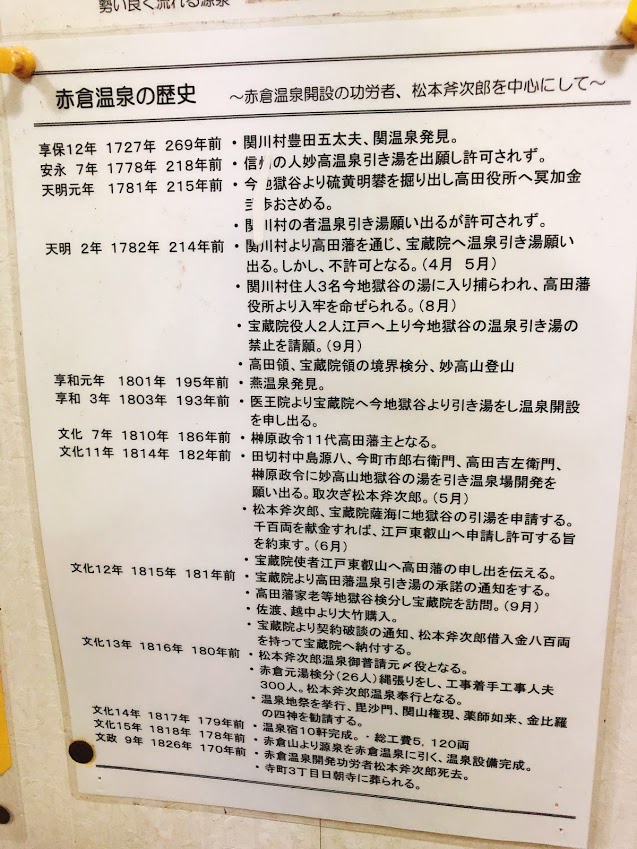 勢い良く流れる源泉
赤倉温泉の歴史 ～赤倉温泉開設の功労者、松本斧次郎を中心にして～
享保12年 1727年 269年前・関川村豊田五太夫、関温泉発見。
安永 7年 1778年 218年前・信州の人妙高温泉引き湯を出願し許可されず。
天明元年 1781年 215年前・今地獄谷より硫黄明礬を掘り出し高田役所へ冥加金
弐歩おさめる。
・関川村の者温泉引き湯願い出るが許可されず。
天明 2年 1782年 214年前・関川村より高田藩を通じ、宝蔵院へ温泉引き湯願い
出る。しかし、不許可となる。(4月 5月)
・関川村住人3名今地獄谷の湯に入り捕らわれ、高田藩
役所より入牢を命ぜられる。(8月)
・宝蔵院役人2人江戸へ上り今地獄谷の温泉引き湯の
禁止を請願。(9月)
・高田領、宝蔵院領の境界検分、妙高山登山
享和元年 1801年 195年前・燕温泉発見。
享和 3年 1803年 193年前・医王院より宝蔵院へ今地獄谷より引き湯をし温泉開設
を申し出る。
文化 7年 1810年 186年前・榊原政令11代高田藩主となる。
文化11年 1814年 182年前・田切村中島源八、今町市郎右衛門、高田吉左衛門、
榊原政令に妙高山地獄谷の湯を引き温泉場開発を
願い出る。取次ぎ松本斧次郎。(5月)
・松本斧次郎、宝蔵院薩海に地獄谷の引湯を申請する。
千百両を献金すれば、江戸東叡山へ申請し許可する旨
を約束す。(6月)
・宝蔵院使者江戸東叡山へ高田藩の申し出を伝える。
文化12年 1815年 181年前・宝蔵院より高田藩温泉引き湯の承諾の通知をする。
・高田藩家老等地獄谷検分し宝蔵院を訪問。(9月)
・佐渡、越中より大竹購入。
・宝蔵院より契約破談の通知、松本斧次郎借入金八百両
を持って宝蔵院へ納付する。
文化13年 1816年 180年前・松本斧次郎温泉御普請元〆役となる。
・赤倉元湯検分(26人)縄張りをし、工事着手工事人夫
300人。松本斧次郎温泉奉行となる。
・温泉地祭を挙行、毘沙門、関山権現、薬師如来、金比羅
の四神を勧請する。
文化14年 1817年 179年前・温泉宿10軒完成。・総工費5,120両
文化15年 1818年 178年前・赤倉山より源泉を赤倉温泉に引く、温泉設備完成。
文政 9年 1826年 170年前・赤倉温泉開発功労者松本斧次郎死去。
・寺町3丁目日朝寺に葬られる。